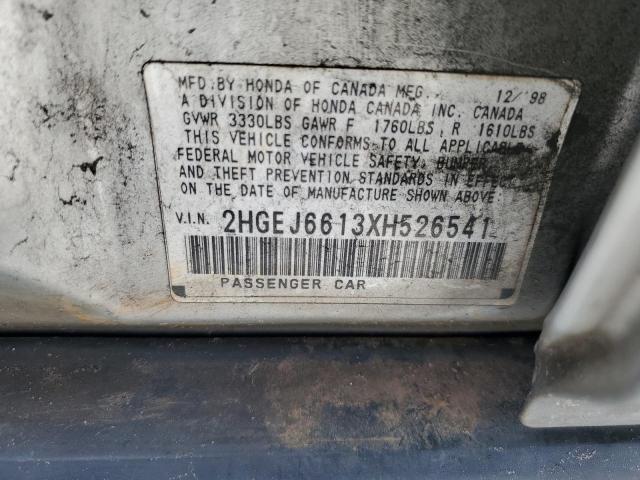 MFD. BY HONDA OF CANADA MFG. 12/'98
A DIVISION OF HONDA CANADA INC. CANADA
GVWR 3330LBS GAWR F 1760LBS, R 1610LBS
THIS VEHICLE CONFORMS TO ALL APPLICABLE
FEDERAL MOTOR VEHICLE SAFETY, BUMPER
AND THEFT PREVENTION STANDARDS IN EFFECT
ON THE DATE OF MANUFACTURE SHOWN ABOVE.
V.I.N. 2HGEJ6613XH526541
PASSENGER CAR